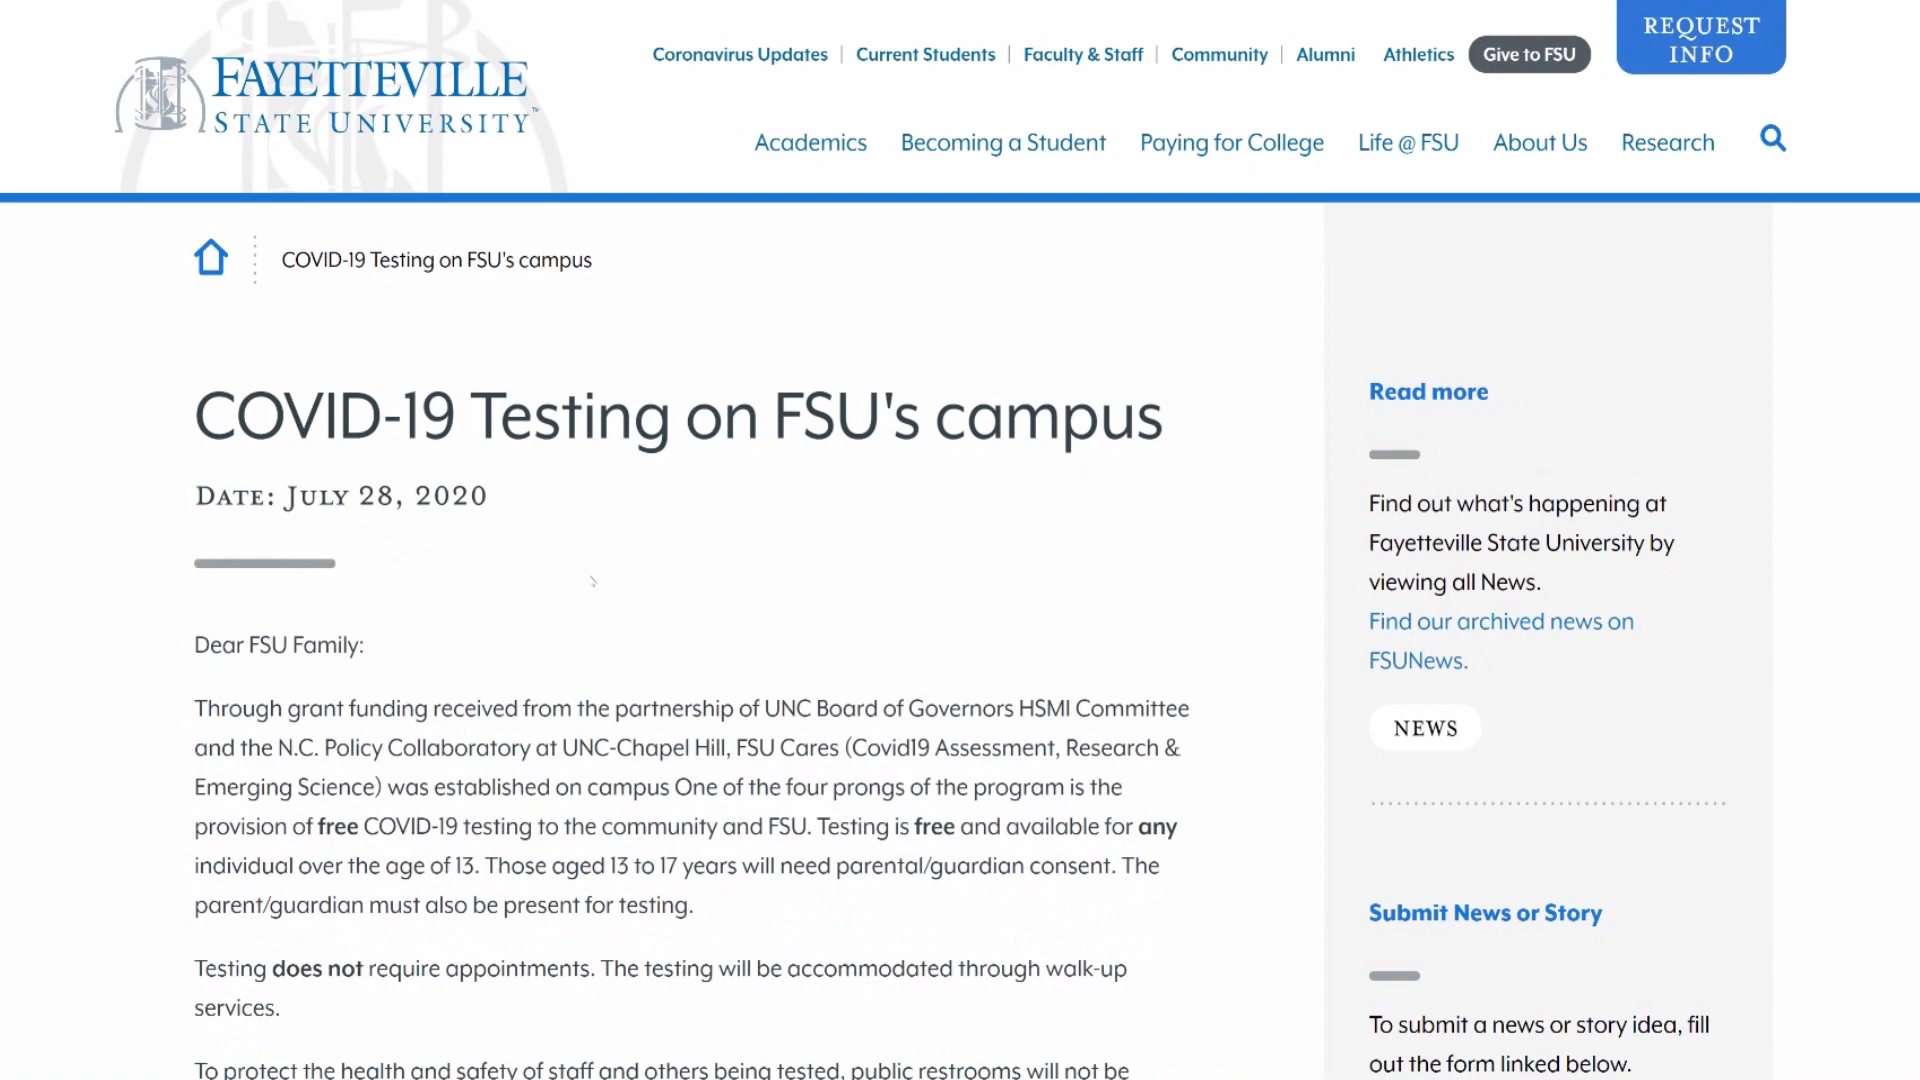 Coronavirus Updates | Current Students | Faculty & Staff | Community | Alumni Athletics Give to FSU
REQUEST
INFO
FAYETTEVILLE
STATE UNIVERSITY™
Academics Becoming a Student Paying for College Life @ FSU About Us Research
COVID-19 Testing on FSU's campus
COVID-19 Testing on FSU's campus
DATE: JULY 28, 2020
Dear FSU Family:
Through grant funding received from the partnership of UNC Board of Governors HSMI Committee
and the N.C. Policy Collaboratory at UNC-Chapel Hill, FSU Cares (Covid19 Assessment, Research &
Emerging Science) was established on campus One of the four prongs of the program is the
provision of free COVID-19 testing to the community and FSU. Testing is free and available for any
individual over the age of 13. Those aged 13 to 17 years will need parental/guardian consent. The
parent/guardian must also be present for testing.
Testing does not require appointments. The testing will be accommodated through walk-up
services.
To protect the health and safety of staff and others being tested, public restrooms will not be
Read more
Find out what's happening at
Fayetteville State University by
viewing all News.
Find our archived news on
FSUNews.
NEWS
Submit News or Story
To submit a news or story idea, fill
out the form linked below.